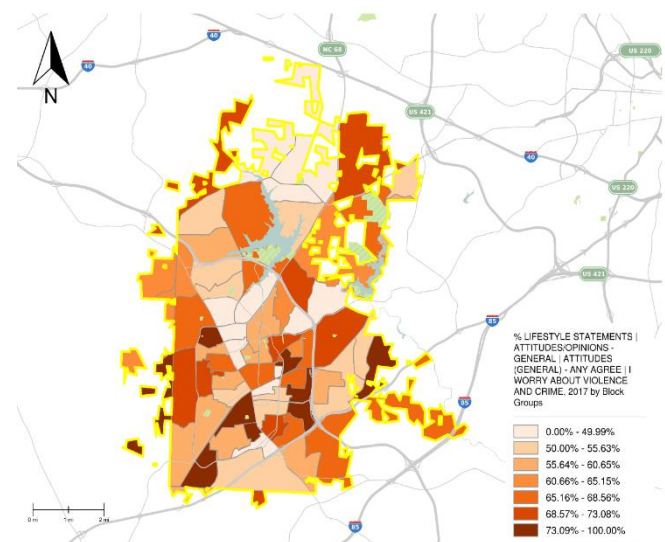 40
40
NC 68
US 220
US 421
40
US 220
US 421
85
85
85
N
0 mi 1 mi 2 mi
% LIFESTYLE STATEMENTS |
ATTITUDES/OPINIONS -
GENERAL | ATTITUDES
(GENERAL) - ANY AGREE | I
WORRY ABOUT VIOLENCE
AND CRIME, 2017 by Block
Groups
0.00% - 49.99%
50.00% - 55.63%
55.64% - 60.65%
60.66% - 65.15%
65.16% - 68.56%
68.57% - 73.08%
73.09% - 100.00%